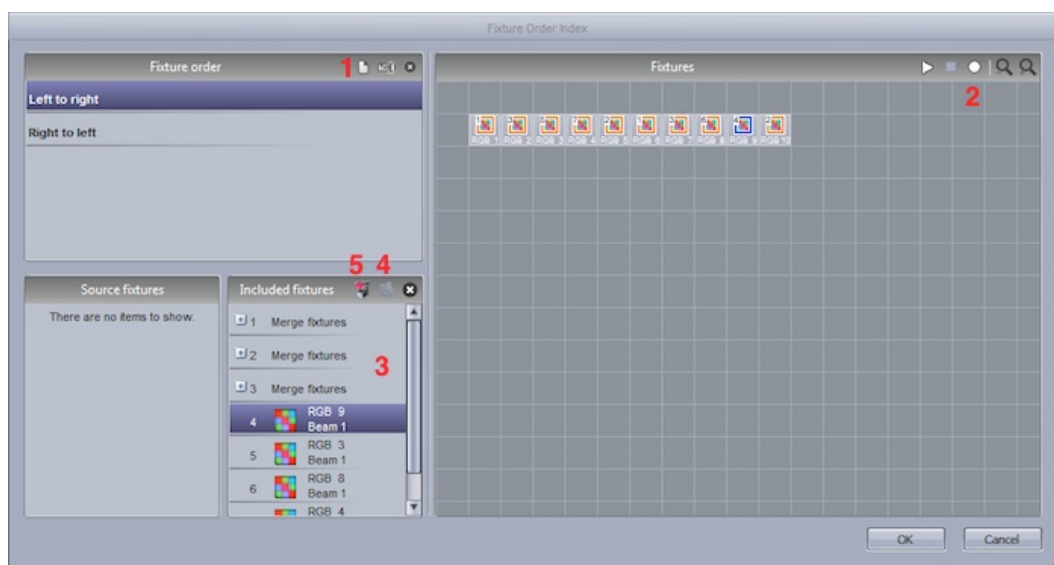 Fixture Order Index
Fixture order
1
Fixtures
2
Left to right
Right to left
RGB 1 RGB 2 RGB 3 RGB 4 RGB 5 RGB 6 RGB 7 RGB 8 RGB 9 RGB 10
5 4
Source fixtures
There are no items to show.
Included fixtures
1 Merge fixtures
2 Merge fixtures
3 Merge fixtures
3
4 RGB 9
Beam 1
5 RGB 3
Beam 1
6 RGB 8
Beam 1
RGB 4
OK
Cancel